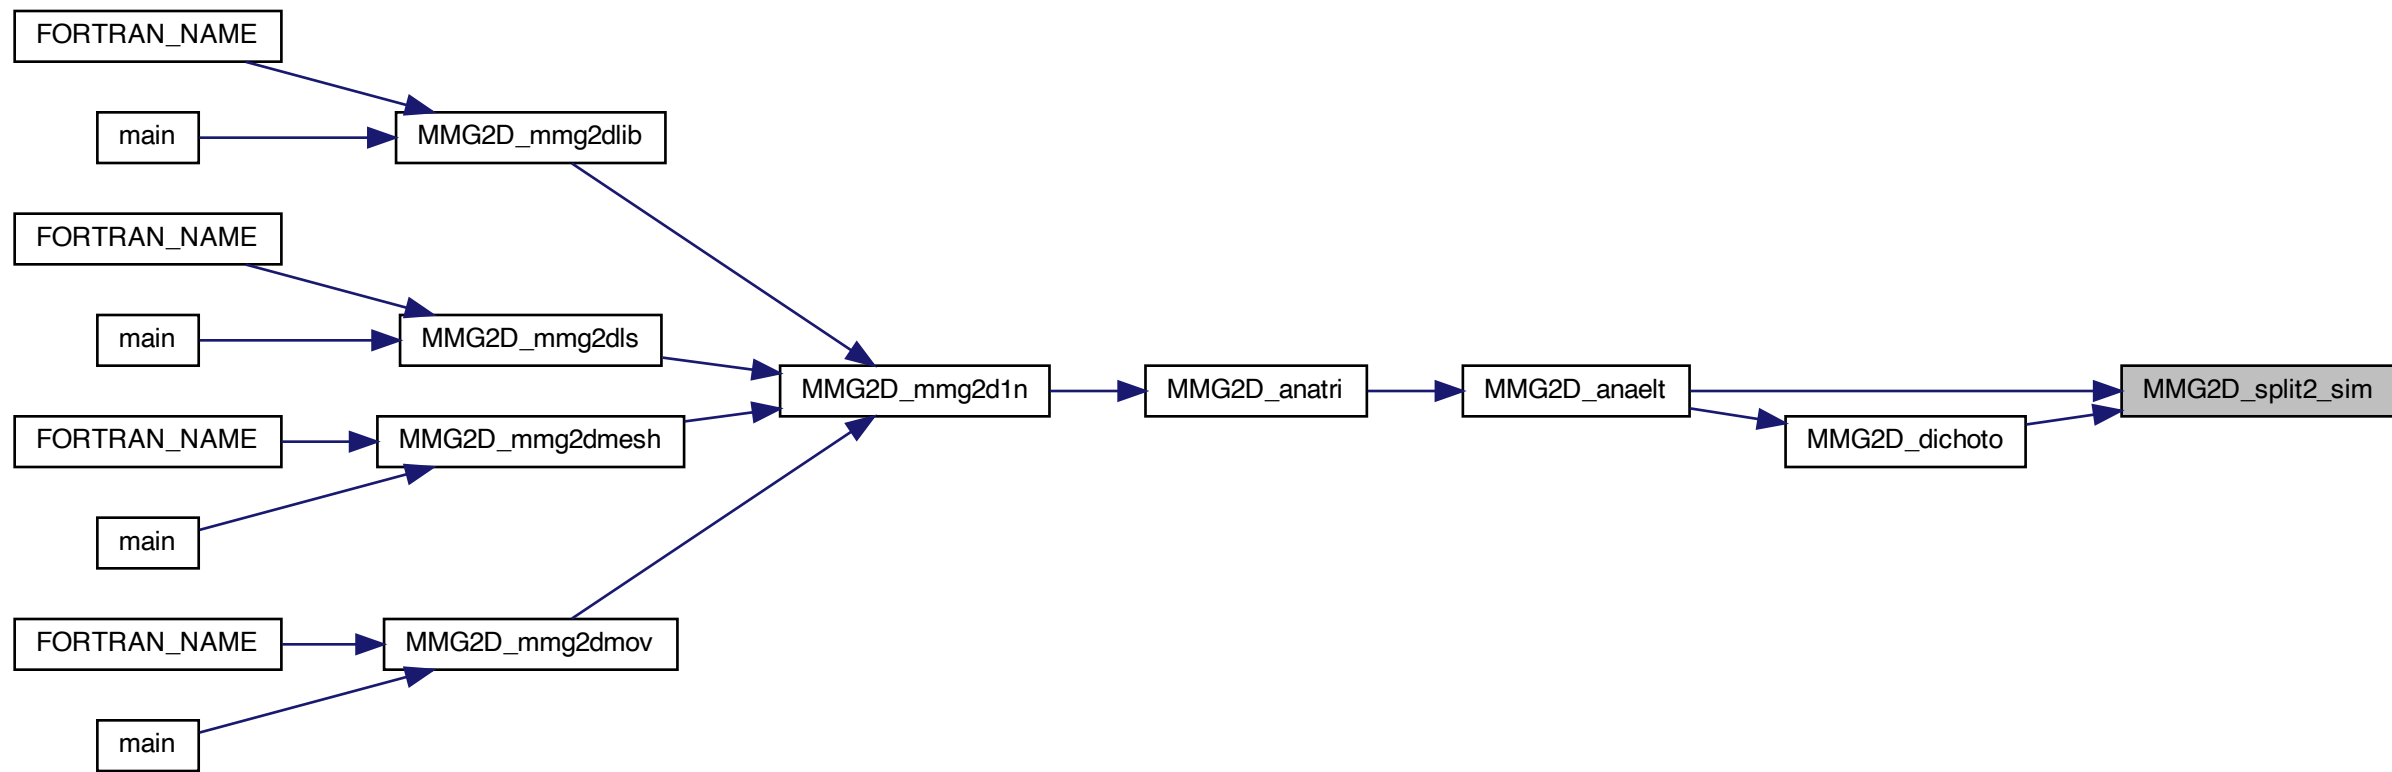 FORTRAN_NAME
main
MMG2D_mmg2dlib
FORTRAN_NAME
main
MMG2D_mmg2dls
MMG2D_mmg2d1n
MMG2D_anatri
MMG2D_anaelt
MMG2D_split2_sim
FORTRAN_NAME
MMG2D_mmg2dmesh
MMG2D_dichoto
main
FORTRAN_NAME
MMG2D_mmg2dmov
main